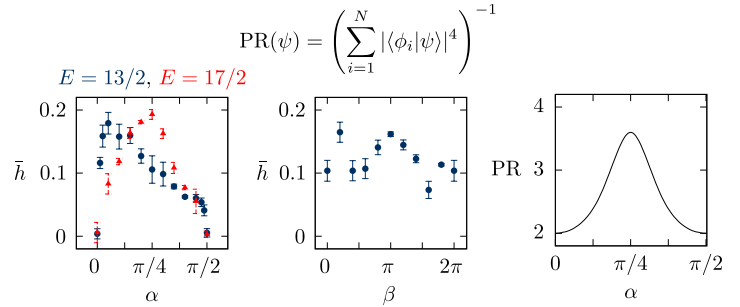 PR(ψ) = (∑_{i=1}^{N} |⟨ϕ_i|ψ⟩|^4)^{−1}
E = 13/2, E = 17/2
0.2
0.1
0
h̄
0 π/4 π/2
α
0.2
0.1
0
h̄
0 π 2π
β
4
3
2
PR
0 π/4 π/2
α